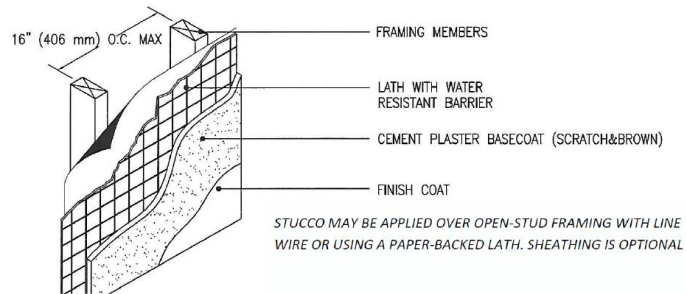 16" (406 mm) O.C. MAX
FRAMING MEMBERS
LATH WITH WATER
RESISTANT BARRIER
CEMENT PLASTER BASECOAT (SCRATCH&BROWN)
FINISH COAT
STUCCO MAY BE APPLIED OVER OPEN-STUD FRAMING WITH LINE
WIRE OR USING A PAPER-BACKED LATH. SHEATHING IS OPTIONAL